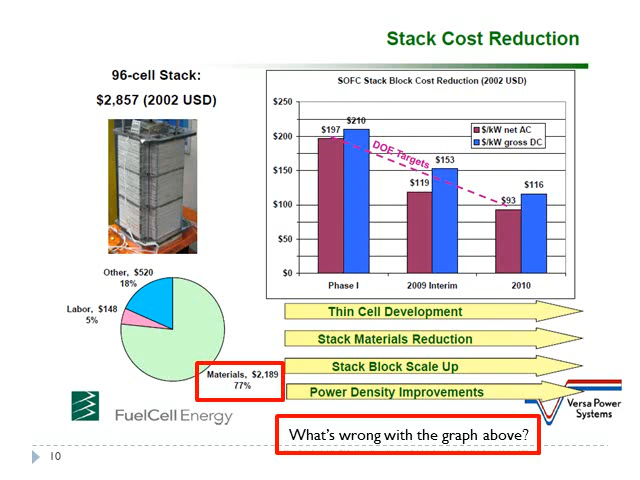 Stack Cost Reduction
96-cell Stack:
$2,857 (2002 USD)
SOFC Stack Block Cost Reduction (2002 USD)
$250
$200
$150
$100
$50
$0
$197
$210
$119
$153
$93
$116
DOE Targets
$/kW net AC
$/kW gross DC
Phase I
2009 Interim
2010
Other, $520
18%
Labor, $148
5%
Materials, $2,189
77%
Thin Cell Development
Stack Materials Reduction
Stack Block Scale Up
Power Density Improvements
FuelCell Energy
Versa Power
Systems
What's wrong with the graph above?
10